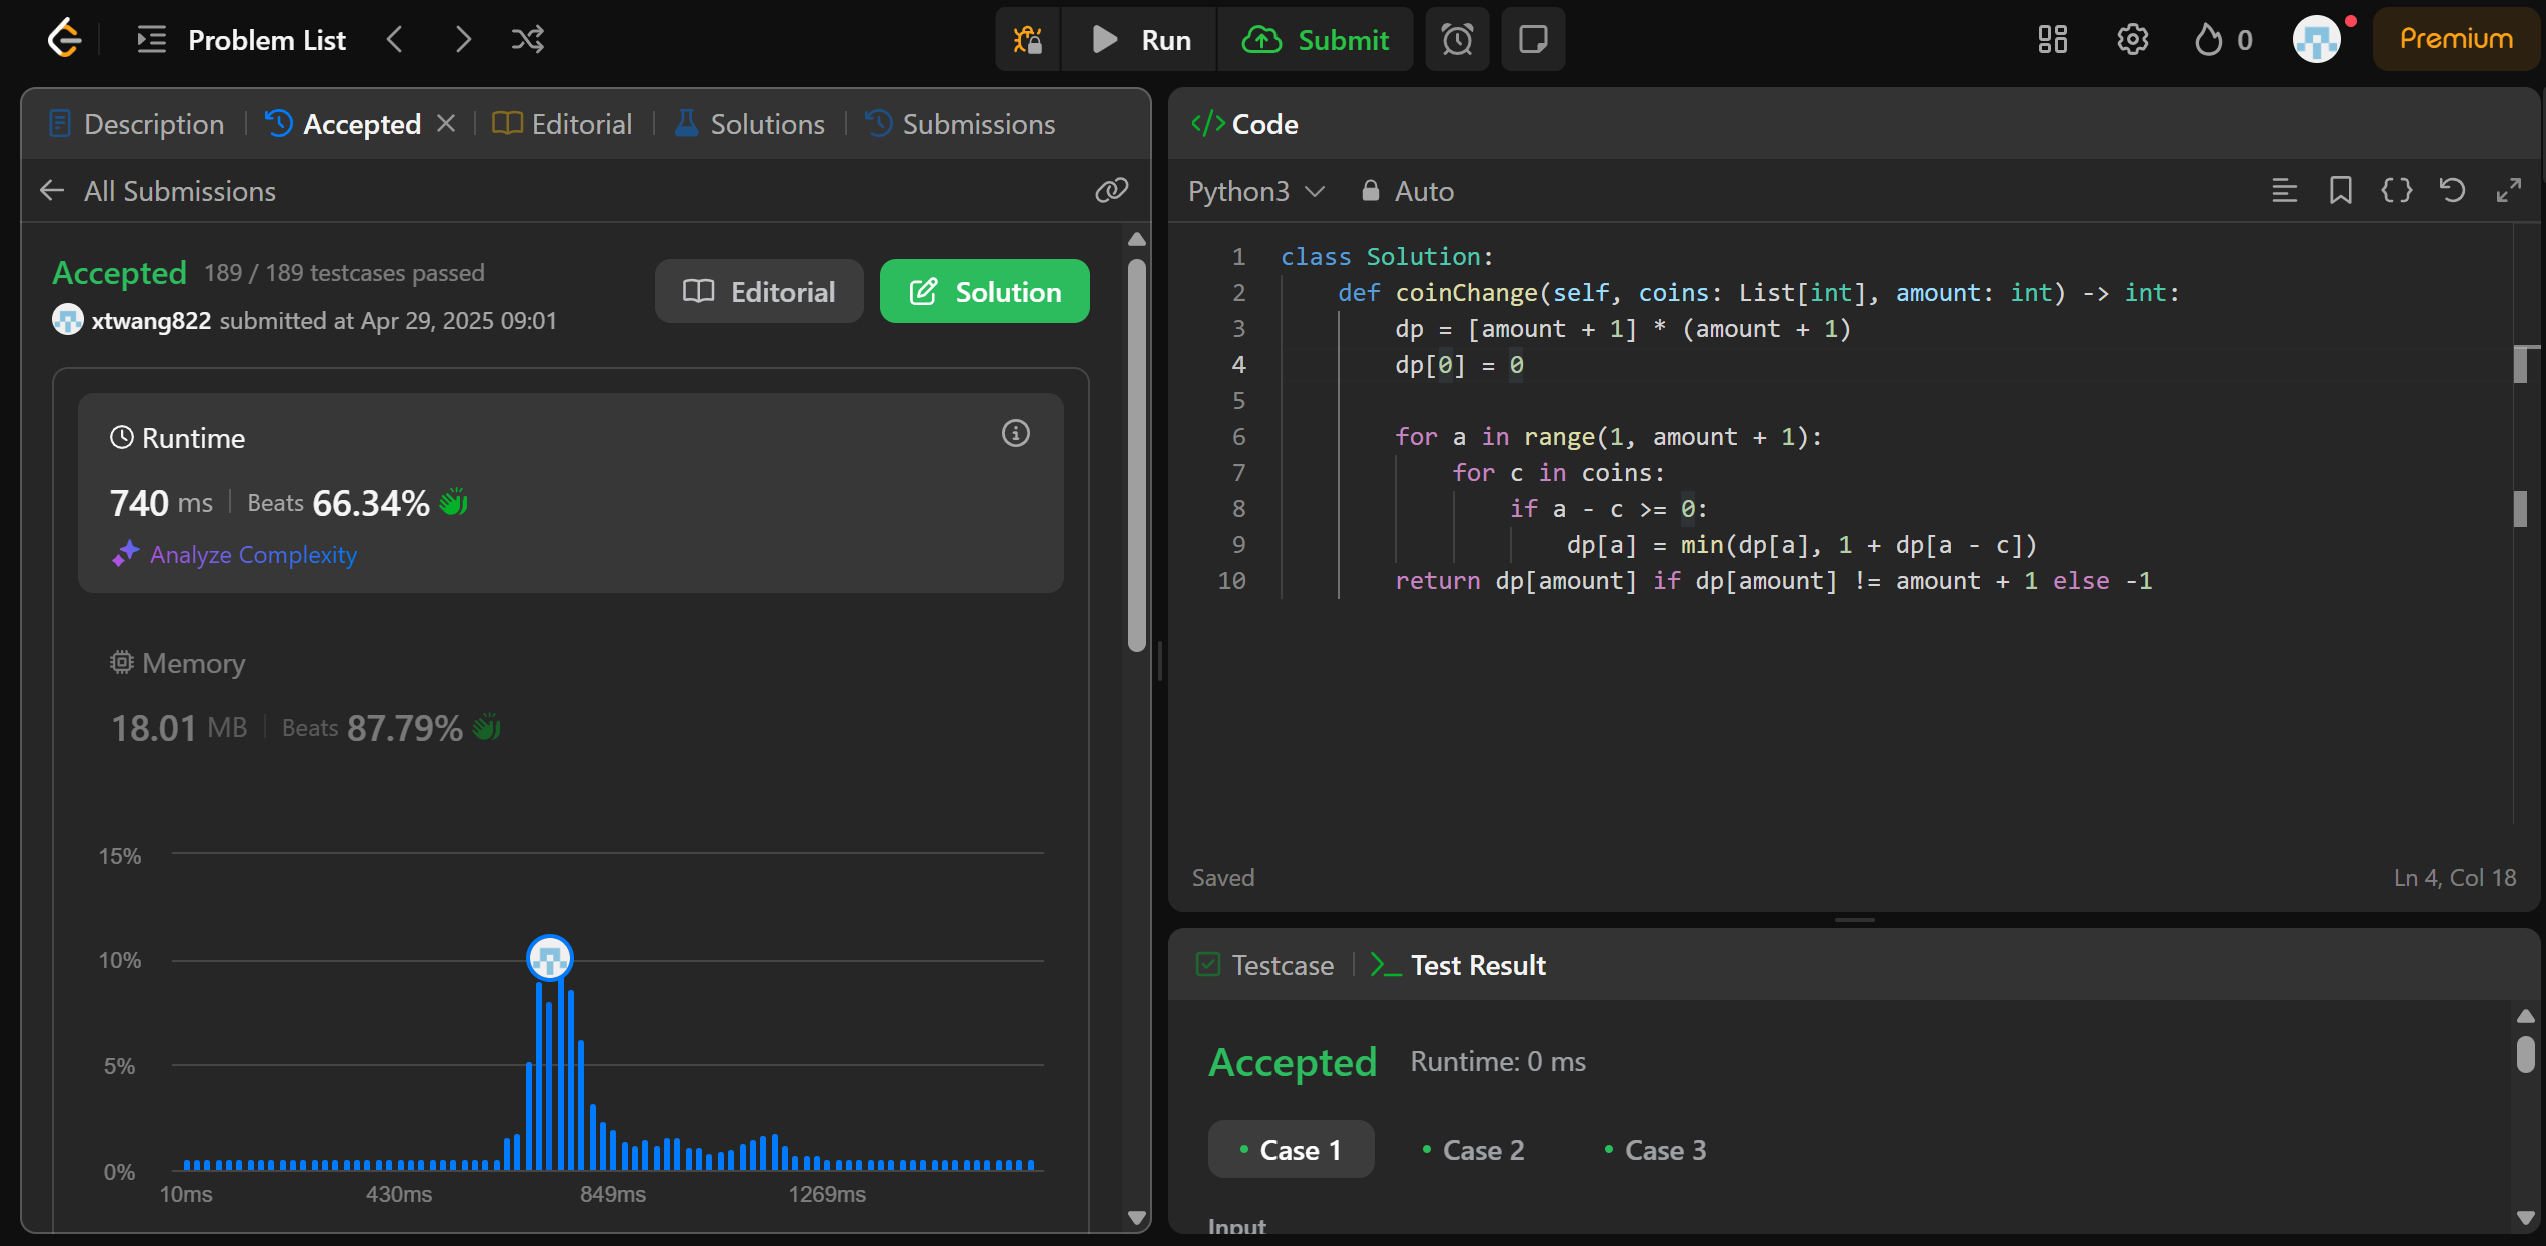 Problem List
Run
Submit
0
Premium
Description
Accepted
Editorial
Solutions
Submissions
All Submissions
Accepted 189 / 189 testcases passed
xtwang822 submitted at Apr 29, 2025 09:01
Editorial
Solution
Runtime
740 ms Beats 66.34%
Analyze Complexity
Memory
18.01 MB Beats 87.79%
15%
10%
5%
0%
10ms 430ms 849ms 1269ms
</> Code
Python3 Auto
1 class Solution:
2     def coinChange(self, coins: List[int], amount: int) -> int:
3         dp = [amount + 1] * (amount + 1)
4         dp[0] = 0
5
6         for a in range(1, amount + 1):
7             for c in coins:
8                 if a - c >= 0:
9                     dp[a] = min(dp[a], 1 + dp[a - c])
10         return dp[amount] if dp[amount] != amount + 1 else -1
Saved
Ln 4, Col 18
Testcase
Test Result
Accepted Runtime: 0 ms
Case 1
Case 2
Case 3
Input